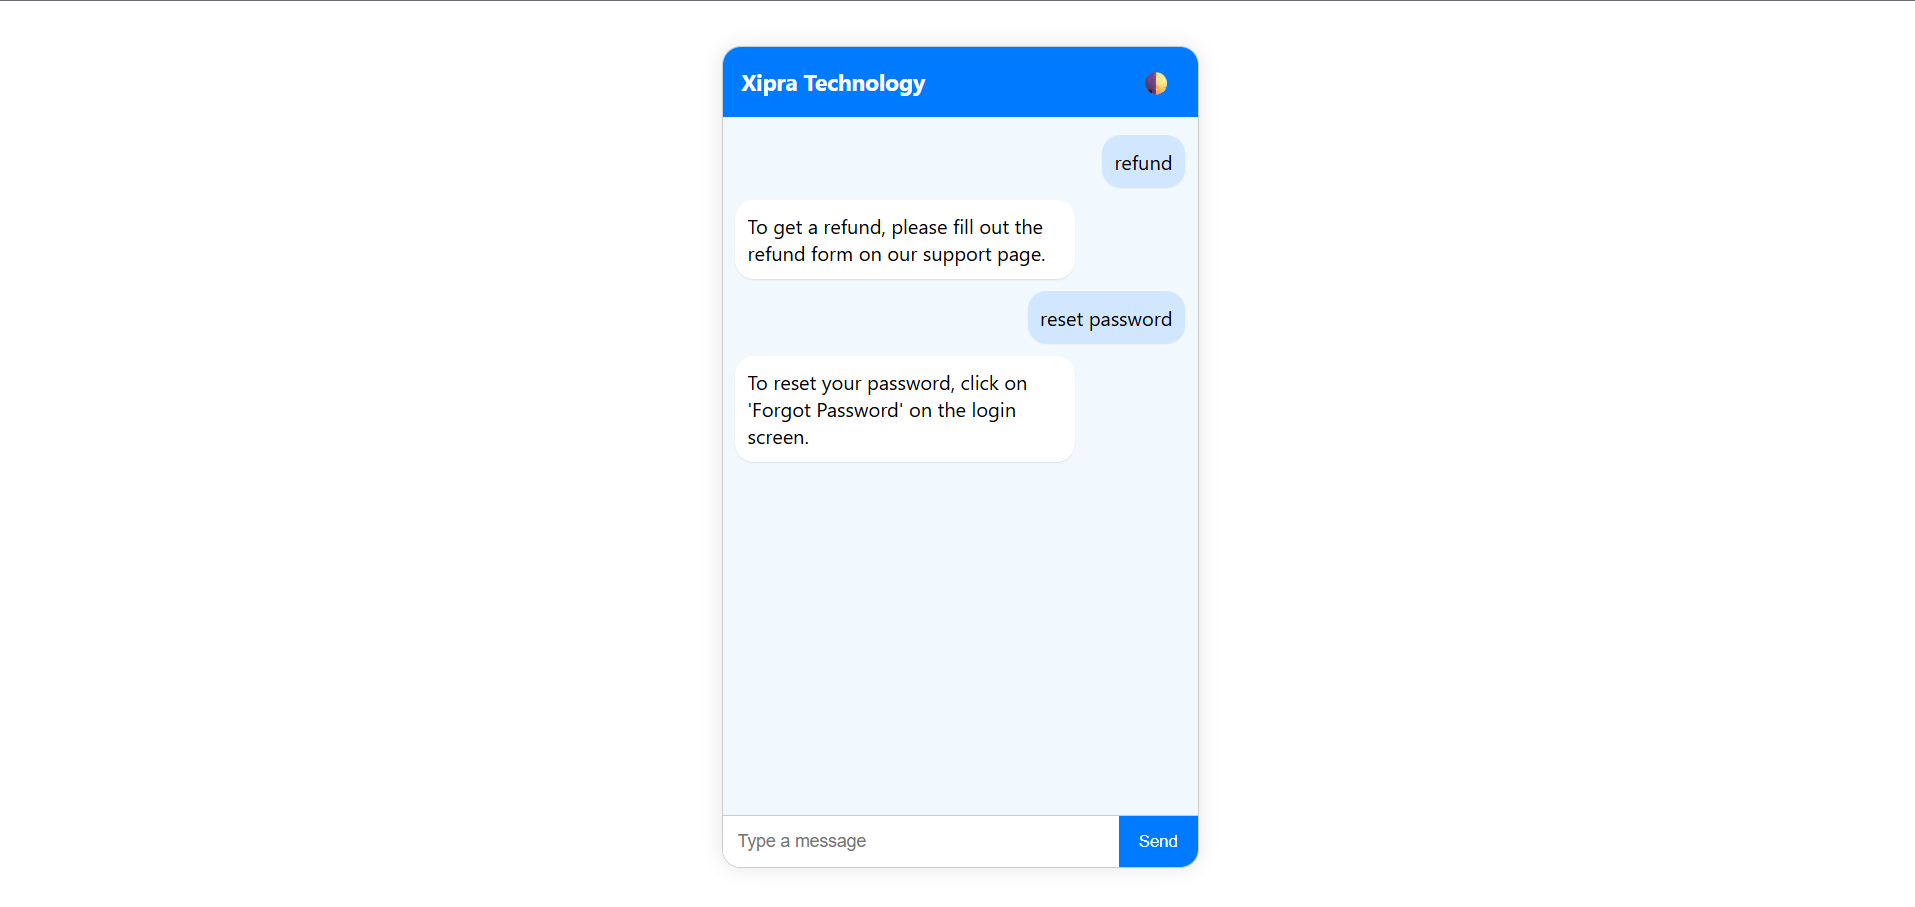 Xipra Technology
refund
To get a refund, please fill out the
refund form on our support page.
reset password
To reset your password, click on
'Forgot Password' on the login
screen.
Type a message
Send